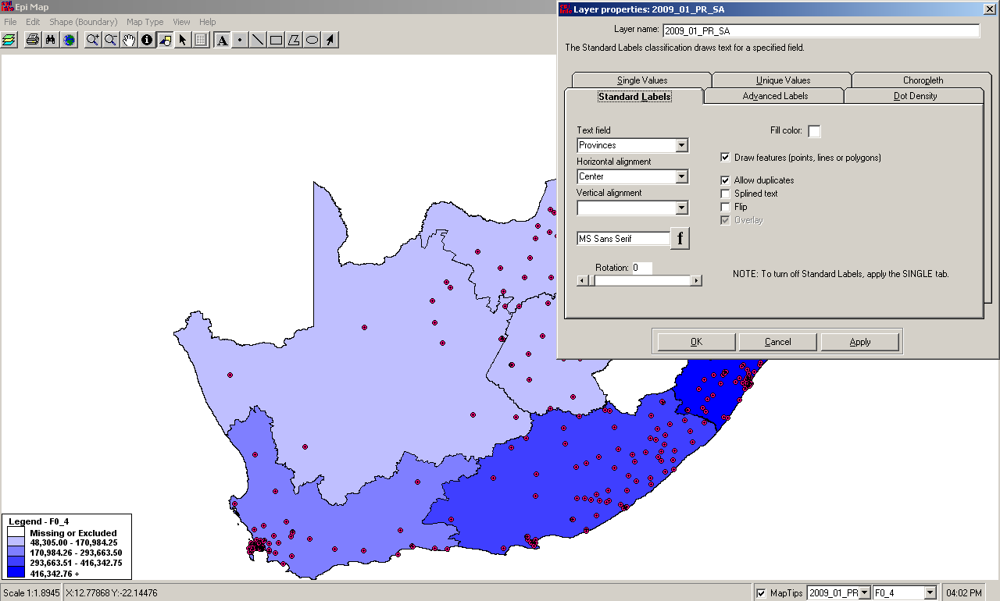 epi info Epi Map
File Edit Shape (Boundary) Map Type View Help
A
epi info Layer properties: 2009_01_PR_SA
Layer name: 2009_01_PR_SA
The Standard Labels classification draws text for a specified field.
Single Values Unique Values Choropleth
Standard Labels Advanced Labels Dot Density
Text field
Provinces
Horizontal alignment
Center
Vertical alignment
MS Sans Serif f
Rotation: 0
Fill color:
Draw features (points, lines or polygons)
Allow duplicates
Splined text
Flip
Overlay
NOTE: To turn off Standard Labels, apply the SINGLE tab.
OK Cancel Apply
Legend - F0_4
Missing or Excluded
48,305.00 - 170,984.25
170,984.26 - 293,663.50
293,663.51 - 416,342.75
416,342.76 +
Scale 1:1.8945 X:12.77868 Y:-22.14476 MapTips 2009_01_PR F0_4 04:02 PM